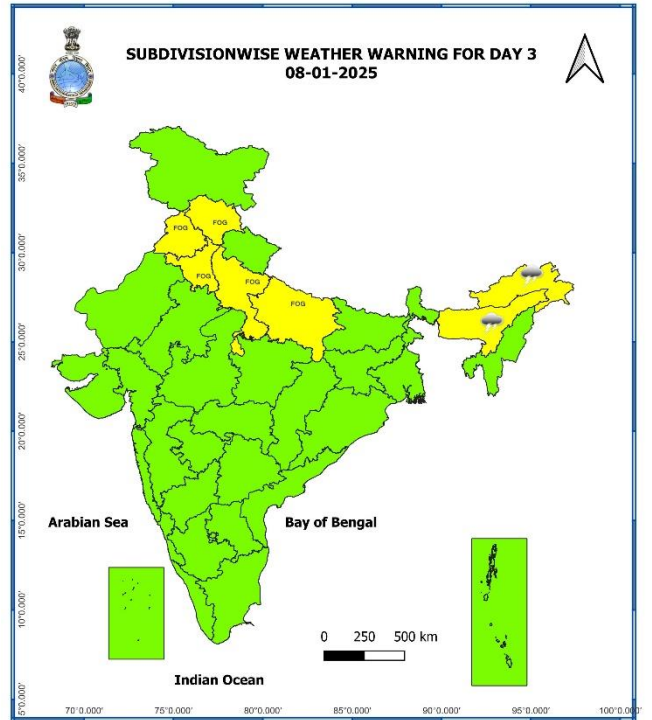 SUBDIVISIONWISE WEATHER WARNING FOR DAY 3
08-01-2025
40°0.000'
35°0.000'
30°0.000'
25°0.000'
20°0.000'
15°0.000'
10°0.000'
5°0.000'
FOG
FOG
FOG
FOG
FOG
Arabian Sea
Bay of Bengal
0 250 500 km
Indian Ocean
70°0.000' 75°0.000' 80°0.000' 85°0.000' 90°0.000' 95°0.000' 100°0.000'